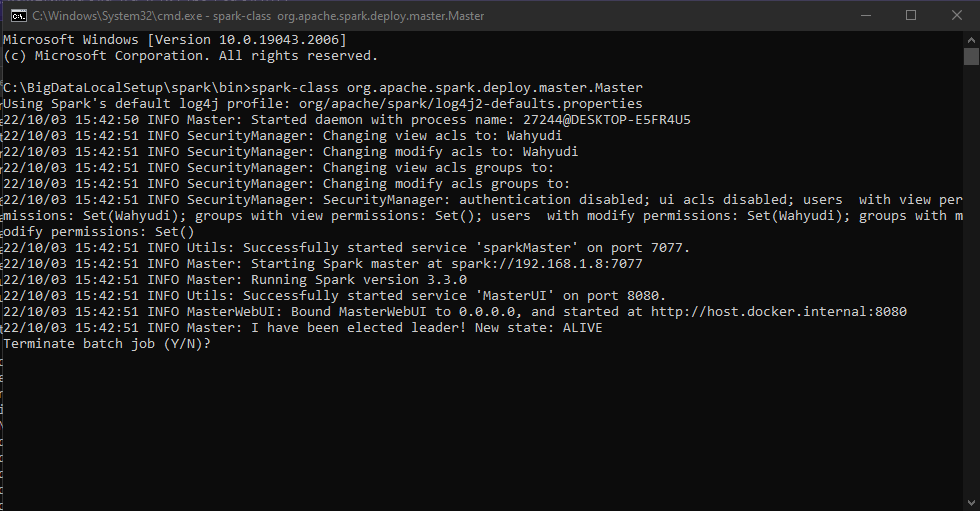 C:\Windows\System32\cmd.exe - spark-class  org.apache.spark.deploy.master.Master
Microsoft Windows [Version 10.0.19043.2006]
(c) Microsoft Corporation. All rights reserved.
C:\BigDataLocalSetup\spark\bin>spark-class org.apache.spark.deploy.master.Master
Using Spark's default log4j profile: org/apache/spark/log4j2-defaults.properties
22/10/03 15:42:50 INFO Master: Started daemon with process name: 27244@DESKTOP-E5FR4U5
22/10/03 15:42:51 INFO SecurityManager: Changing view acls to: Wahyudi
22/10/03 15:42:51 INFO SecurityManager: Changing modify acls to: Wahyudi
22/10/03 15:42:51 INFO SecurityManager: Changing view acls groups to:
22/10/03 15:42:51 INFO SecurityManager: Changing modify acls groups to:
22/10/03 15:42:51 INFO SecurityManager: SecurityManager: authentication disabled; ui acls disabled; users  with view per
missions: Set(Wahyudi); groups with view permissions: Set(); users  with modify permissions: Set(Wahyudi); groups with m
odify permissions: Set()
22/10/03 15:42:51 INFO Utils: Successfully started service 'sparkMaster' on port 7077.
22/10/03 15:42:51 INFO Master: Starting Spark master at spark://192.168.1.8:7077
22/10/03 15:42:51 INFO Master: Running Spark version 3.3.0
22/10/03 15:42:51 INFO Utils: Successfully started service 'MasterUI' on port 8080.
22/10/03 15:42:51 INFO MasterWebUI: Bound MasterWebUI to 0.0.0.0, and started at http://host.docker.internal:8080
22/10/03 15:42:51 INFO Master: I have been elected leader! New state: ALIVE
Terminate batch job (Y/N)?